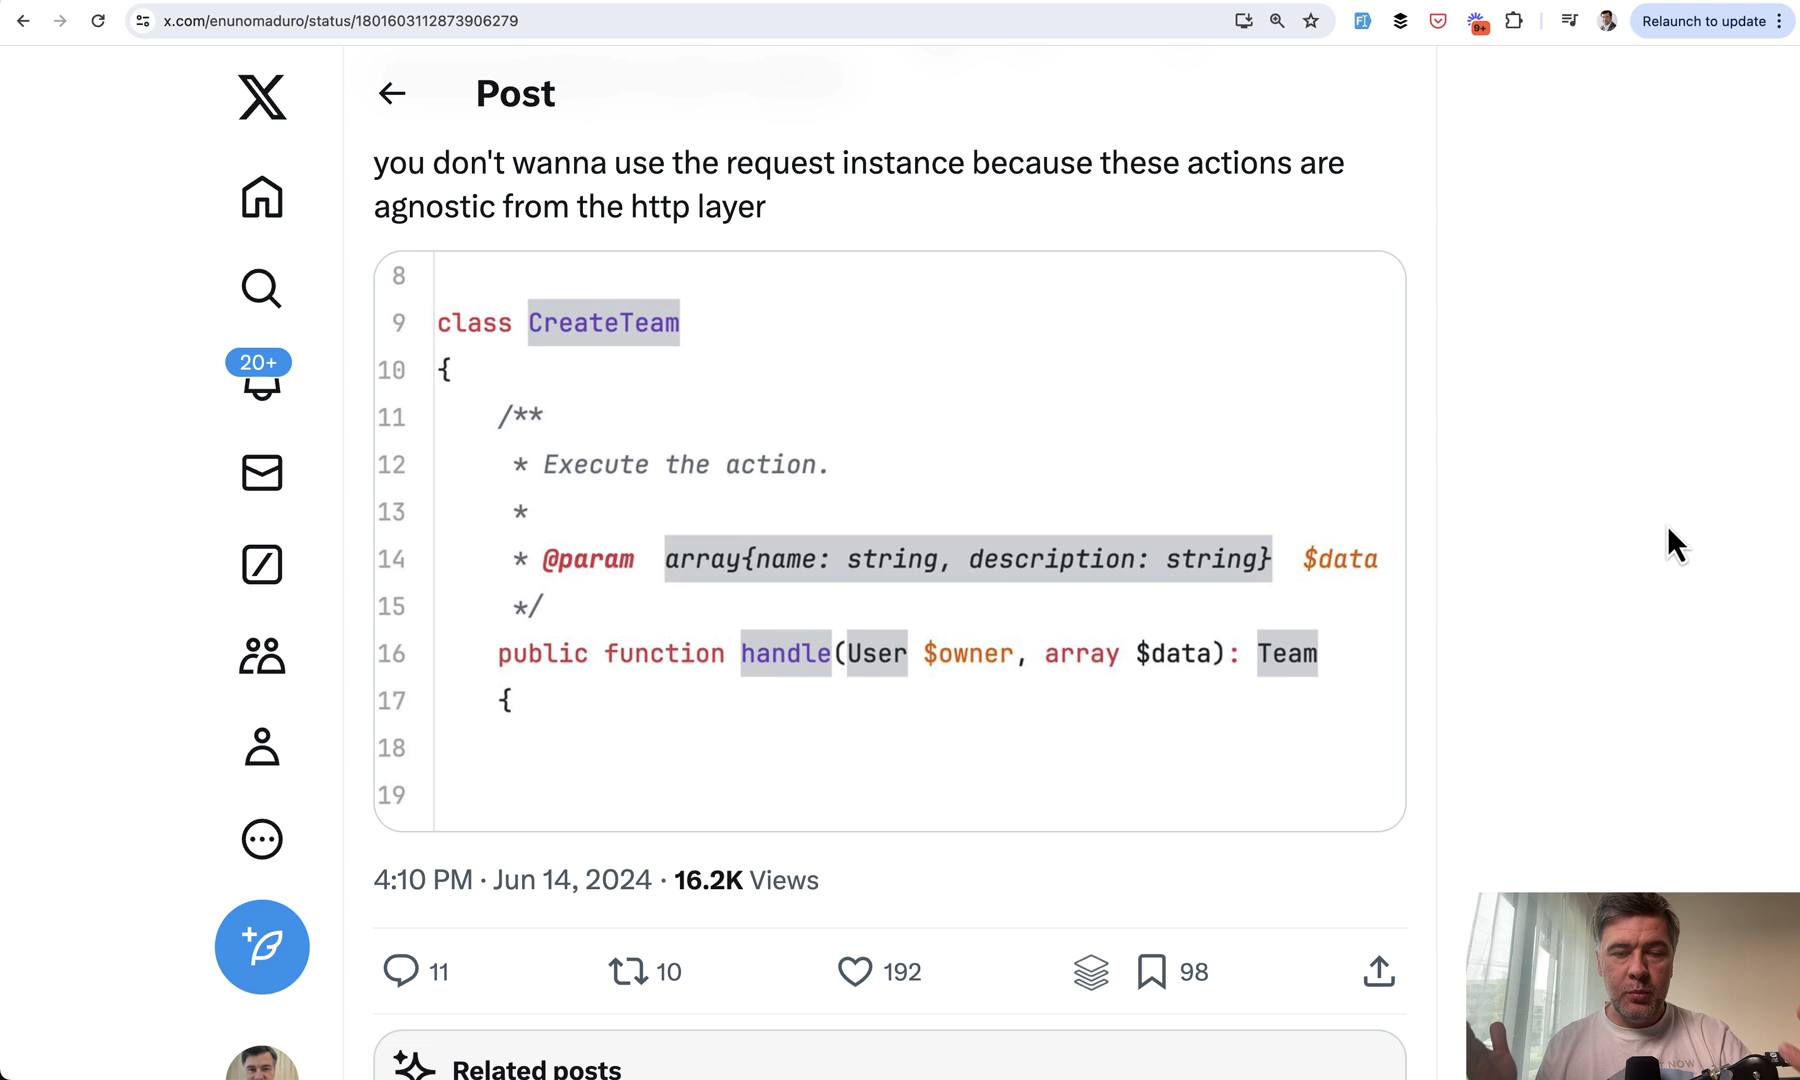 x.com/enunomaduro/status/1801603112873906279
9+
Relaunch to update
Post
you don't wanna use the request instance because these actions are
agnostic from the http layer
20+
8
9 class CreateTeam
10 {
11 /**
12 * Execute the action.
13 *
14 * @param array{name: string, description: string} $data
15 */
16 public function handle(User $owner, array $data): Team
17 {
18
19
4:10 PM · Jun 14, 2024 · 16.2K Views
11 10 192 98
Related posts